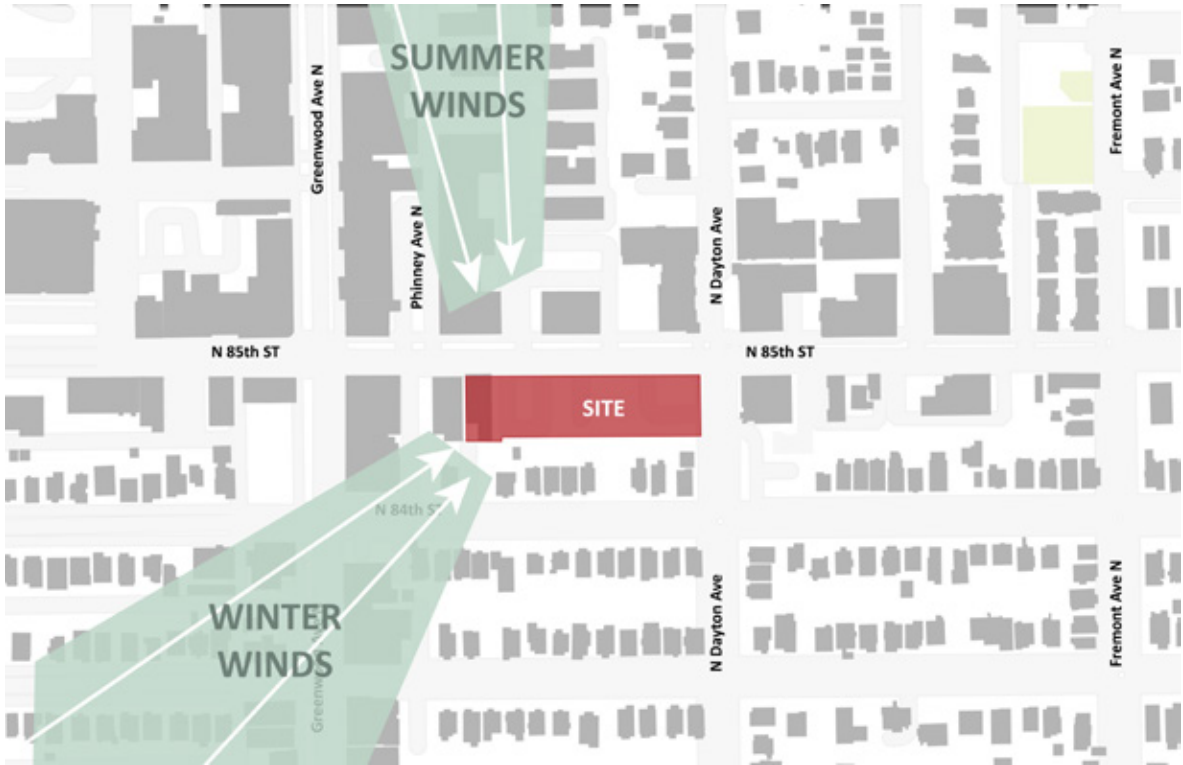 SUMMER
WINDS
Greenwood Ave N
Phinney Ave N
N Dayton Ave
Fremont Ave N
N 85th ST
N 85th ST
SITE
N 84th ST
WINTER
WINDS
N Dayton Ave
Fremont Ave N